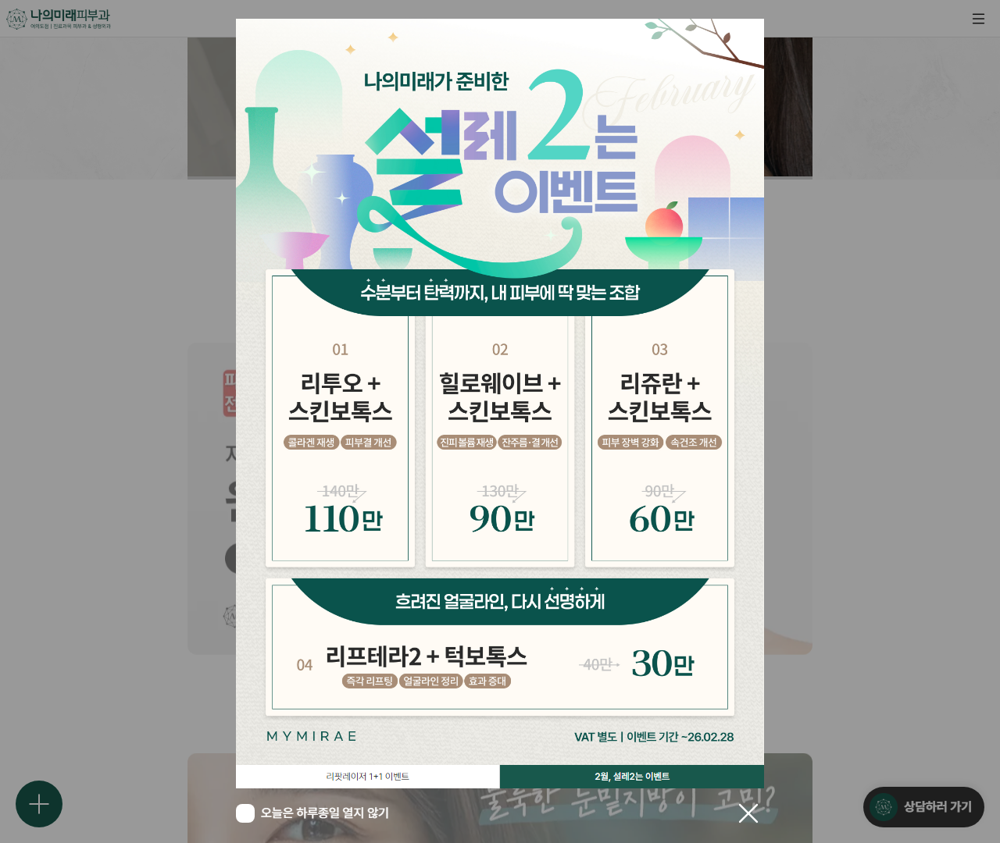 나의미래피부과
여의도점 | 진료과목 피부과 & 성형외과
나의미래가 준비한
February
설레2는
이벤트
수분부터 탄력까지, 내 피부에 딱 맞는 조합
01
리투오 +
스킨보톡스
콜라겐 재생 피부결 개선
140만
110만
02
힐로웨이브 +
스킨보톡스
진피볼륨재생 잔주름·결개선
130만
90만
03
리쥬란 +
스킨보톡스
피부 장벽 강화 속건조 개선
90만
60만
흐려진 얼굴라인, 다시 선명하게
04
리프테라2 + 턱보톡스
즉각 리프팅 얼굴라인 정리 효과 증대
40만
30만
MYMIRAE
VAT 별도 | 이벤트 기간 ~26.02.28
리팟레이저 1+1 이벤트
2월, 설레2는 이벤트
불룩한 눈밑지방이 고민?
오늘은 하루종일 열지 않기
상담하러 가기